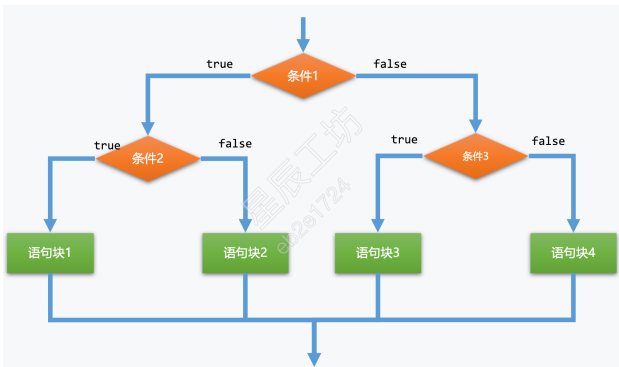 条件1
true
false
条件2
true
false
条件3
true
false
语句块1
语句块2
语句块3
语句块4
星辰工坊
eb2e1724